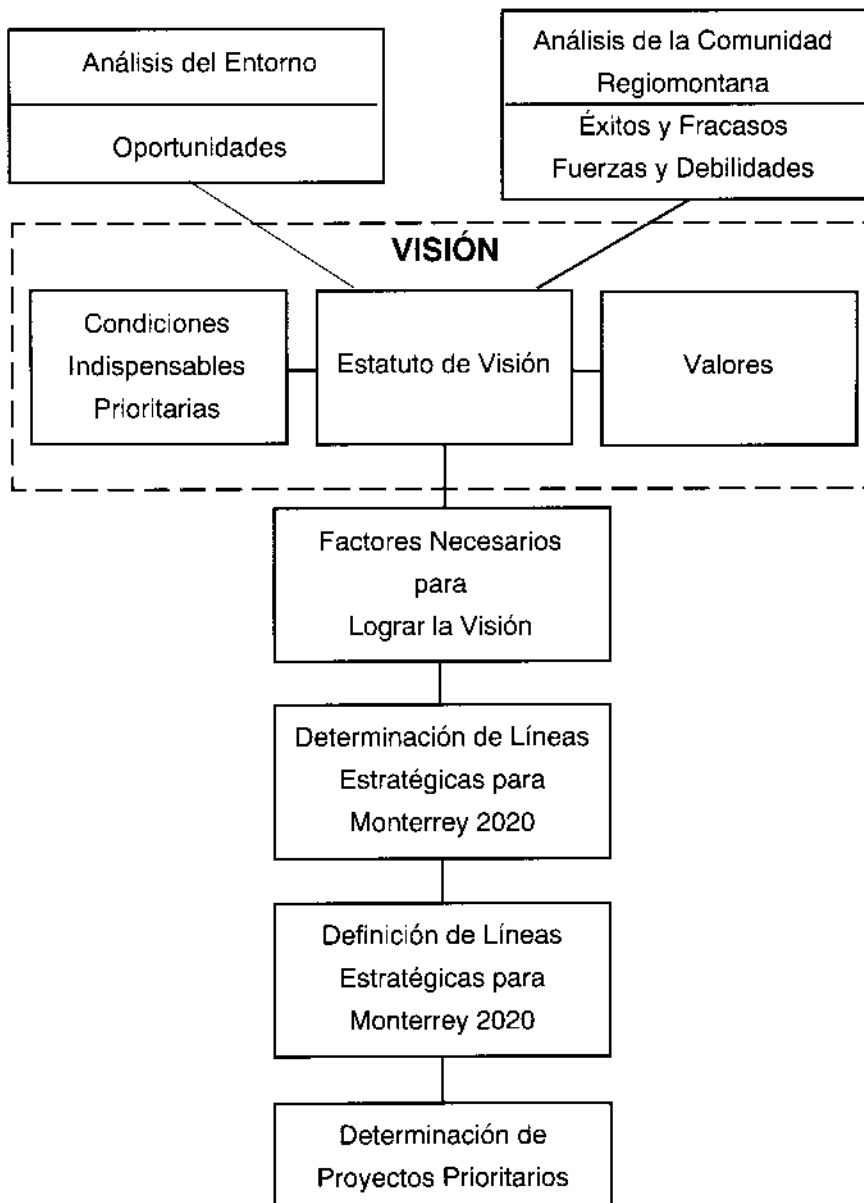 Análisis del Entorno
Oportunidades
Análisis de la Comunidad
Regiomontana
Éxitos y Fracasos
Fuerzas y Debilidades
VISIÓN
Condiciones
Indispensables
Prioritarias
Estatuto de Visión
Valores
Factores Necesarios
para
Lograr la Visión
Determinación de Líneas
Estratégicas para
Monterrey 2020
Definición de Líneas
Estratégicas para
Monterrey 2020
Determinación de
Proyectos Prioritarios